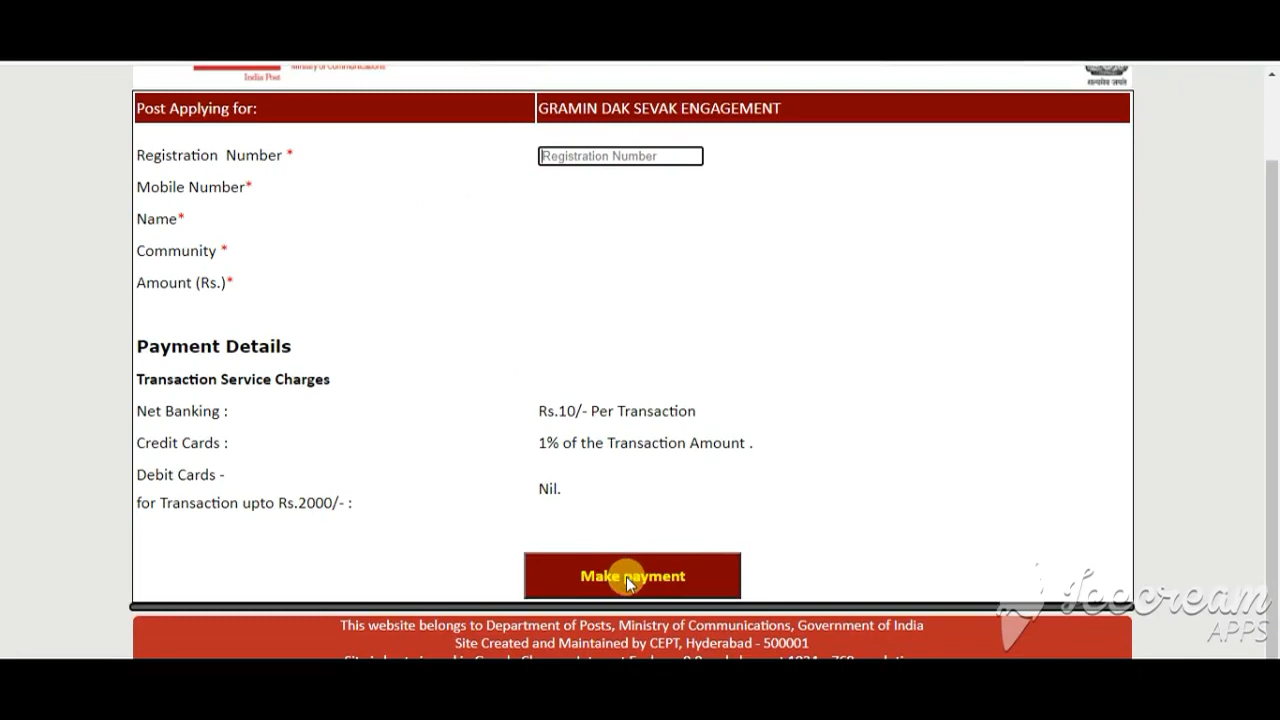 India Post
Ministry of Communications
सत्यमेव जयते
Post Applying for: GRAMIN DAK SEVAK ENGAGEMENT
Registration Number * Registration Number
Mobile Number*
Name*
Community *
Amount (Rs.)*
Payment Details
Transaction Service Charges
Net Banking : Rs.10/- Per Transaction
Credit Cards : 1% of the Transaction Amount .
Debit Cards -
for Transaction upto Rs.2000/- : Nil.
Make payment
This website belongs to Department of Posts, Ministry of Communications, Government of India
Site Created and Maintained by CEPT, Hyderabad - 500001
Icecream
APPS